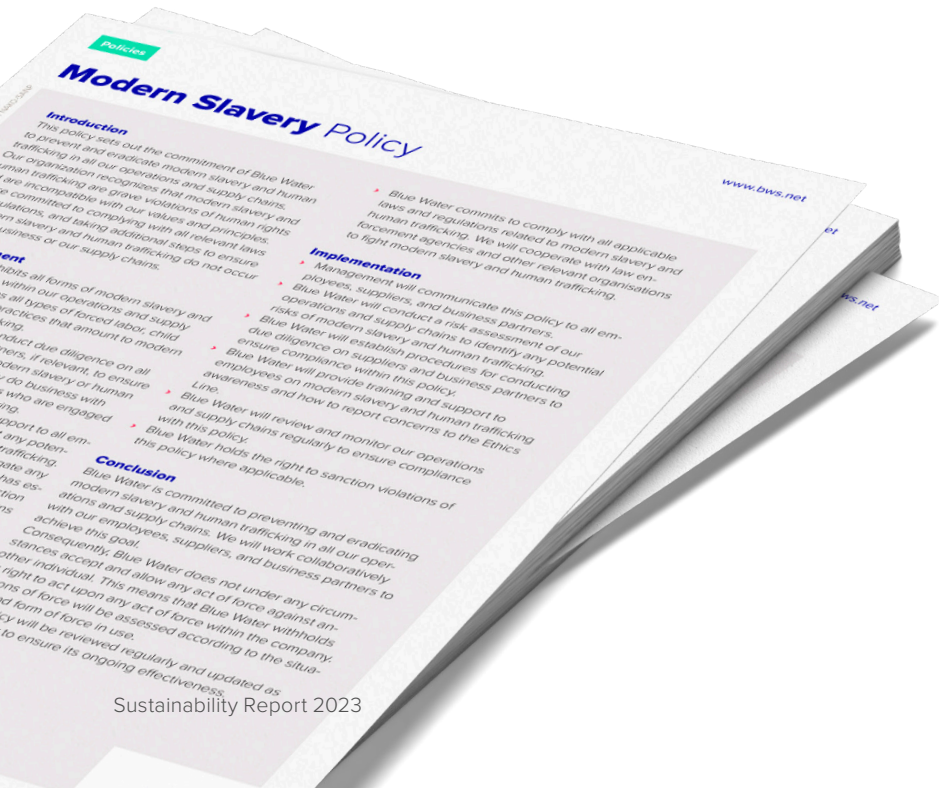 Policies
Modern Slavery Policy
www.bws.net
Introduction
This policy sets out the commitment of Blue Water
to prevent and eradicate modern slavery and human
trafficking in all our operations and supply chains.
Our organization recognizes that modern slavery and
human trafficking are grave violations of human rights
are incompatible with our values and principles.
committed to complying with all relevant laws
and taking additional steps to ensure
slavery and human trafficking do not occur
business or our supply chains.
all forms of modern slavery and
within our operations and supply
all types of forced labor, child
practices that amount to modern
due diligence on all
if relevant, to ensure
modern slavery or human
do business with
who are engaged
support to all em-
any poten-
trafficking.
any
has es-
Blue Water commits to comply with all applicable
laws and regulations related to modern slavery and
human trafficking. We will cooperate with law en-
forcement agencies and other relevant organisations
to fight modern slavery and human trafficking.
Implementation
Management will communicate this policy to all em-
ployees, suppliers, and business partners.
Blue Water will conduct a risk assessment of our
operations and supply chains to identify any potential
risks of modern slavery and human trafficking.
Blue Water will establish procedures for conducting
due diligence on suppliers and business partners to
ensure compliance within this policy.
Blue Water will provide training and support to
employees on modern slavery and human trafficking
awareness and how to report concerns to the Ethics
Line.
Blue Water will review and monitor our operations
and supply chains regularly to ensure compliance
with this policy.
Blue Water holds the right to sanction violations of
this policy where applicable.
Conclusion
Blue Water is committed to preventing and eradicating
modern slavery and human trafficking in all our oper-
ations and supply chains. We will work collaboratively
with our employees, suppliers, and business partners to
achieve this goal.
Consequently, Blue Water does not under any circum-
stances accept and allow any act of force against an-
other individual. This means that Blue Water withholds
right to act upon any act of force within the company.
of force will be assessed according to the situa-
form of force in use.
will be reviewed regularly and updated as
to ensure its ongoing effectiveness.
Sustainability Report 2023